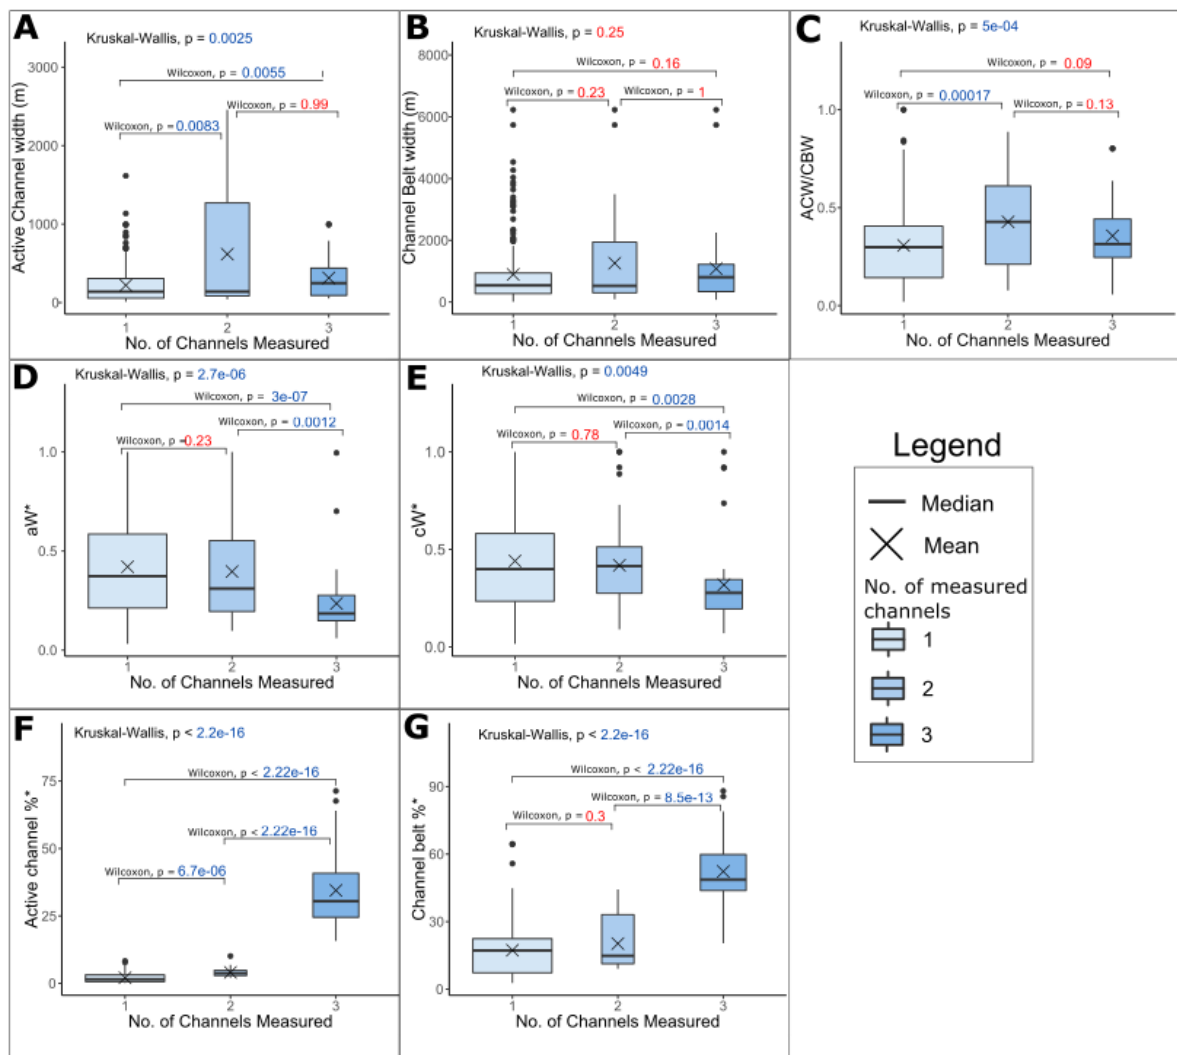 A
Kruskal-Wallis, p = 0.0025
Wilcoxon, p = 0.0055
Wilcoxon, p = 0.99
Wilcoxon, p = 0.0083
Active Channel width (m)
3000
2000
1000
0
1
2
3
No. of Channels Measured
B
Kruskal-Wallis, p = 0.25
Wilcoxon, p = 0.16
Wilcoxon, p = 0.23
Wilcoxon, p = 1
Channel Belt width (m)
8000
6000
4000
2000
0
1
2
3
No. of Channels Measured
C
Kruskal-Wallis, p = 5e-04
Wilcoxon, p = 0.09
Wilcoxon, p = 0.00017
Wilcoxon, p = 0.13
ACW/CBW
1.0
0.5
0.0
1
2
3
No. of Channels Measured
D
Kruskal-Wallis, p = 2.7e-06
Wilcoxon, p = 3e-07
Wilcoxon, p = 0.0012
Wilcoxon, p =0.23
aW*
1.0
0.5
0.0
1
2
3
No. of Channels Measured
E
Kruskal-Wallis, p = 0.0049
Wilcoxon, p = 0.0028
Wilcoxon, p = 0.0014
Wilcoxon, p = 0.78
cW*
1.0
0.5
0.0
1
2
3
No. of Channels Measured
Legend
Median
Mean
No. of measured
channels
1
2
3
F
Kruskal-Wallis, p < 2.2e-16
Wilcoxon, p < 2.22e-16
Wilcoxon, p < 2.22e-16
Wilcoxon, p = 6.7e-06
Active channel %*
75
50
25
0
1
2
3
No. of Channels Measured
G
Kruskal-Wallis, p < 2.2e-16
Wilcoxon, p < 2.22e-16
Wilcoxon, p = 8.5e-13
Wilcoxon, p = 0.3
Channel belt %*
90
60
30
0
1
2
3
No. of Channels Measured